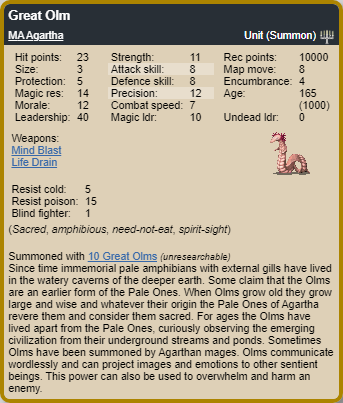 Great Olm
MA Agartha Unit (Summon)
Hit points: 23 Strength: 11 Rec points: 10000
Size: 3 Attack skill: 8 Map move: 8
Protection: 5 Defence skill: 8 Encumbrance: 4
Magic res: 14 Precision: 12 Age: 165
Morale: 12 Combat speed: 7 (1000)
Leadership: 40 Magic ldr: 10 Undead ldr: 0
Weapons:
Mind Blast
Life Drain
Resist cold: 5
Resist poison: 15
Blind fighter: 1
(Sacred, amphibious, need-not-eat, spirit-sight)
Summoned with 10 Great Olms (unresearchable)
Since time immemorial pale amphibians with external gills have lived
in the watery caverns of the deeper earth. Some claim that the Olms
are an earlier form of the Pale Ones. When Olms grow old they grow
large and wise and whatever their origin the Pale Ones of Agartha
revere them and consider them sacred. For ages the Olms have
lived apart from the Pale Ones, curiously observing the emerging
civilization from their underground streams and ponds. Sometimes
Olms have been summoned by Agarthan mages. Olms communicate
wordlessly and can project images and emotions to other sentient
beings. This power can also be used to overwhelm and harm an
enemy.